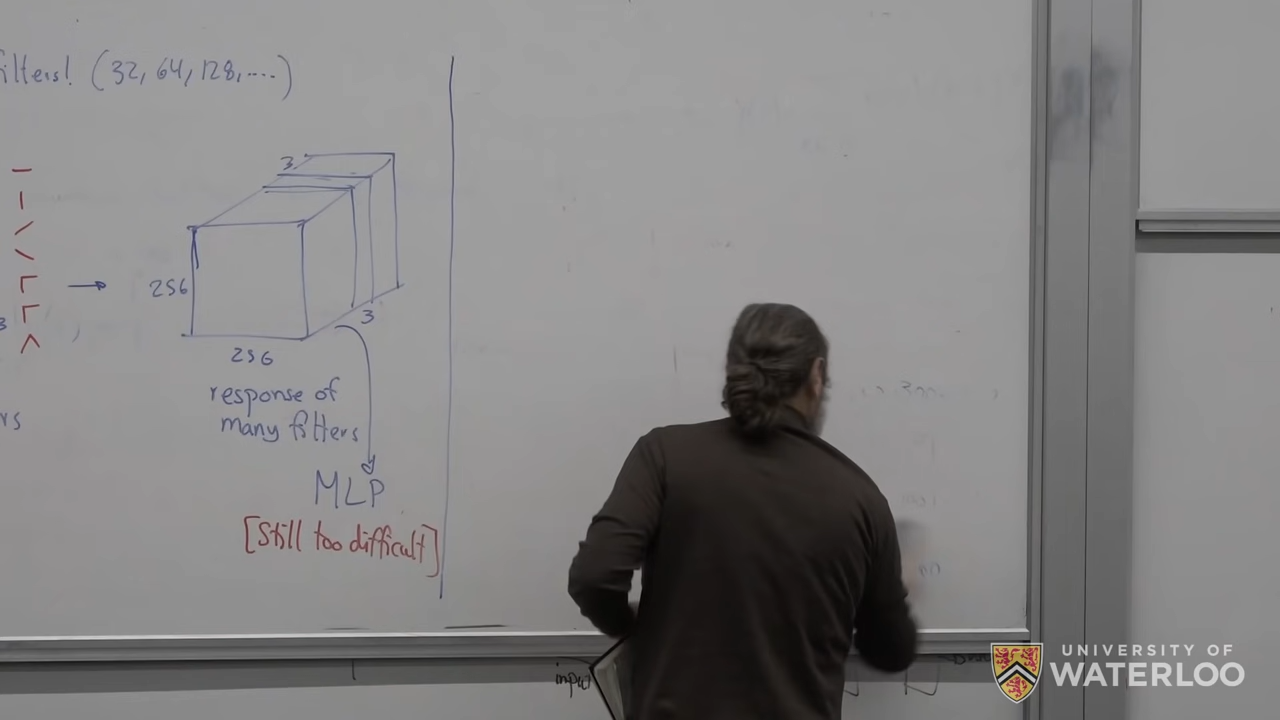 filters! (32, 64, 128, ....)
3
256
3
256
response of
many filters
MLP
[Still too difficult]
input
UNIVERSITY OF
WATERLOO